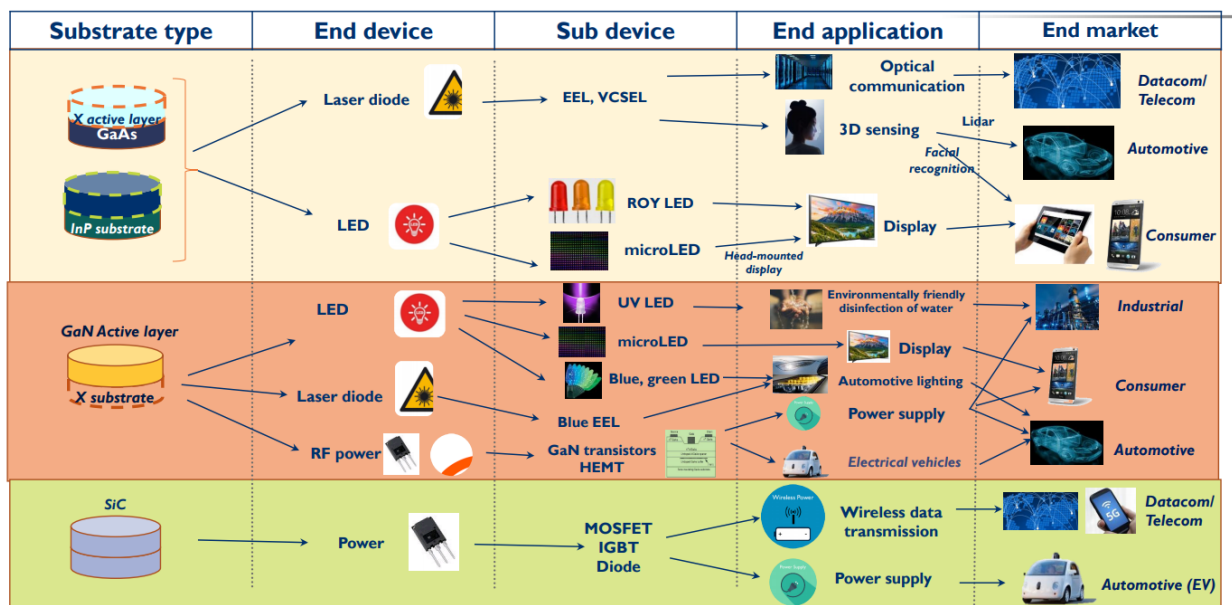 Substrate type
End device
Sub device
End application
End market
X active layer
GaAs
InP substrate
Laser diode
EEL, VCSEL
Optical
communication
Datacom/
Telecom
3D sensing
Lidar
Automotive
Facial
recognition
LED
ROY LED
microLED
Head-mounted
display
Display
Consumer
GaN Active layer
X substrate
LED
UV LED
Environmentally friendly
disinfection of water
Industrial
microLED
Display
Blue, green LED
Automotive lighting
Consumer
Laser diode
Blue EEL
Power supply
RF power
GaN transistors
HEMT
Electrical vehicles
Automotive
SiC
Power
MOSFET
IGBT
Diode
Wireless Power
Wireless data
transmission
5G
Datacom/
Telecom
Power Supply
Power supply
Automotive (EV)